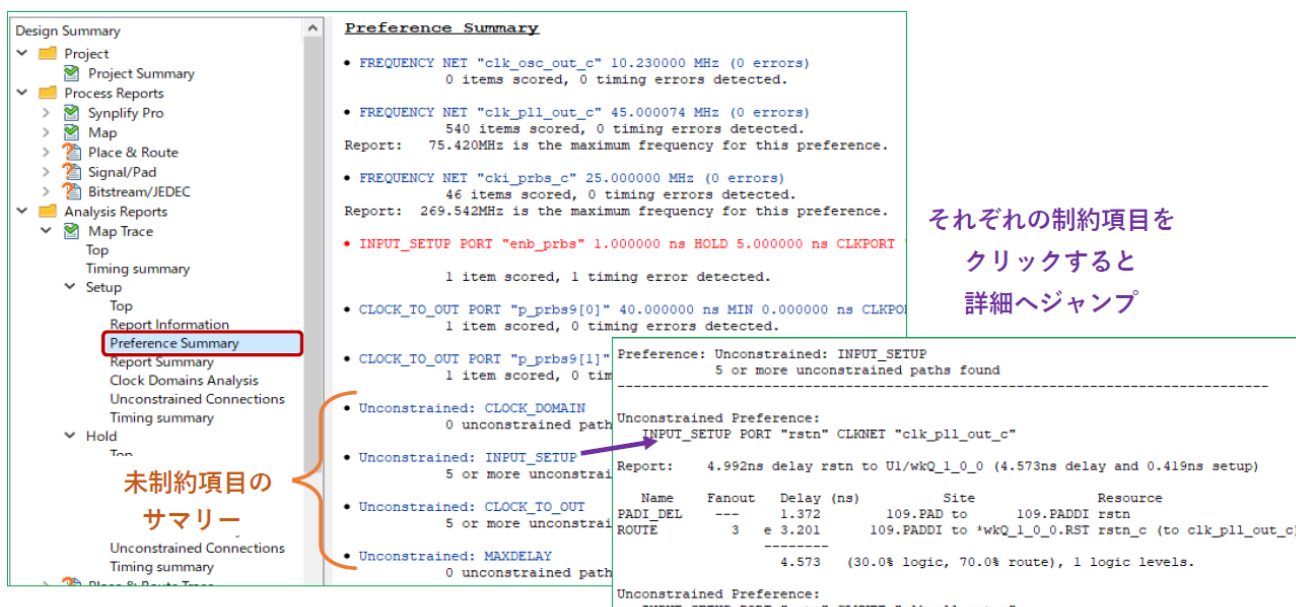 Design Summary
Project
Project Summary
Process Reports
Synplify Pro
Map
Place & Route
Signal/Pad
Bitstream/JEDEC
Analysis Reports
Map Trace
Top
Timing summary
Setup
Top
Report Information
Preference Summary
Report Summary
Clock Domains Analysis
Unconstrained Connections
Timing summary
Hold
Top
未制約項目の
サマリー
Unconstrained Connections
Timing summary
Place & Route Trace
Preference Summary
• FREQUENCY NET "clk_osc_out_c" 10.230000 MHz (0 errors)
0 items scored, 0 timing errors detected.
• FREQUENCY NET "clk_pll_out_c" 45.000074 MHz (0 errors)
540 items scored, 0 timing errors detected.
Report: 75.420MHz is the maximum frequency for this preference.
• FREQUENCY NET "cki_prbs_c" 25.000000 MHz (0 errors)
46 items scored, 0 timing errors detected.
Report: 269.542MHz is the maximum frequency for this preference.
• INPUT_SETUP PORT "enb_prbs" 1.000000 ns HOLD 5.000000 ns CLKPORT
1 item scored, 1 timing error detected.
• CLOCK_TO_OUT PORT "p_prbs9[0]" 40.000000 ns MIN 0.000000 ns CLKPO
1 item scored, 0 timing errors detected.
• CLOCK_TO_OUT PORT "p_prbs9[1]"
1 item scored, 0 tim
• Unconstrained: CLOCK_DOMAIN
0 unconstrained path
• Unconstrained: INPUT_SETUP
5 or more unconstrai
• Unconstrained: CLOCK_TO_OUT
5 or more unconstrai
• Unconstrained: MAXDELAY
0 unconstrained path
それぞれの制約項目を
クリックすると
詳細へジャンプ
Preference: Unconstrained: INPUT_SETUP
5 or more unconstrained paths found
--------------------------------------------------------------------------------
Unconstrained Preference:
INPUT_SETUP PORT "rstn" CLKNET "clk_pll_out_c"
Report: 4.992ns delay rstn to U1/wkQ_1_0_0 (4.573ns delay and 0.419ns setup)
Name Fanout Delay (ns) Site Resource
PADI_DEL --- 1.372 109.PAD to 109.PADDI rstn
ROUTE 3 e 3.201 109.PADDI to *wkQ_1_0_0.RST rstn_c (to clk_pll_out_c)
--------
4.573 (30.0% logic, 70.0% route), 1 logic levels.
Unconstrained Preference: